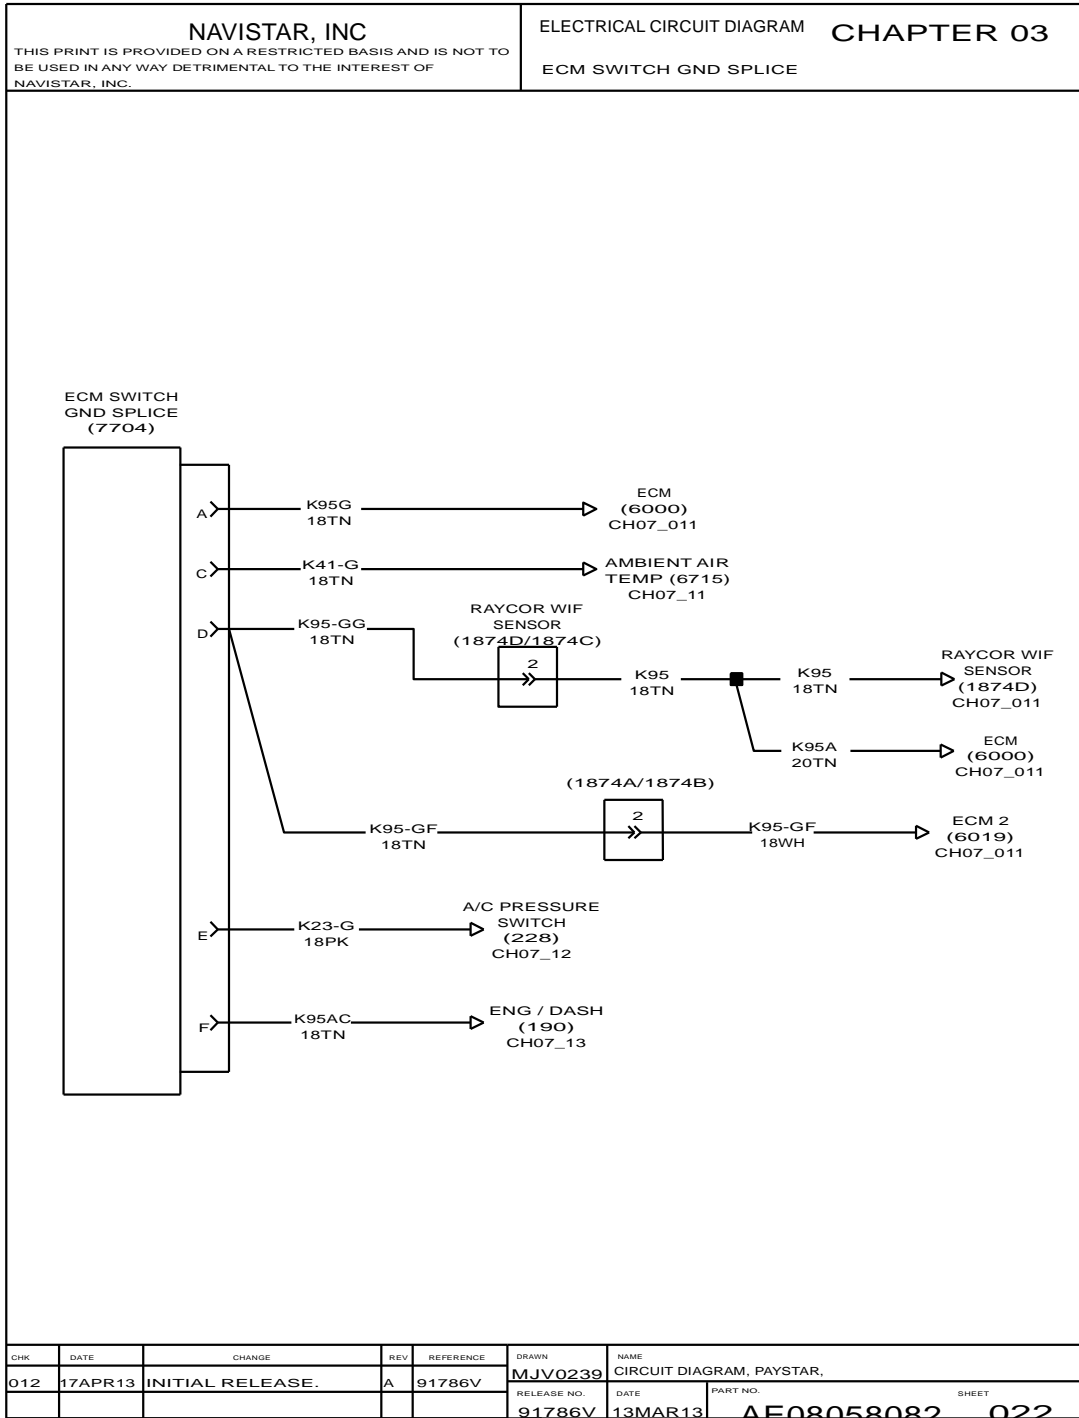 NAVISTAR, INC
THIS PRINT IS PROVIDED ON A RESTRICTED BASIS AND IS NOT TO
BE USED IN ANY WAY DETRIMENTAL TO THE INTEREST OF
NAVISTAR, INC.
ELECTRICAL CIRCUIT DIAGRAM
CHAPTER 03
ECM SWITCH GND SPLICE
ECM SWITCH
GND SPLICE
(7704)
A
K95G
18TN
ECM
(6000)
CH07_011
C
K41-G
18TN
AMBIENT AIR
TEMP (6715)
CH07_11
D
K95-GG
18TN
RAYCOR WIF
SENSOR
(1874D/1874C)
2
K95
18TN
K95
18TN
RAYCOR WIF
SENSOR
(1874D)
CH07_011
K95A
20TN
ECM
(6000)
CH07_011
K95-GF
18TN
(1874A/1874B)
2
K95-GF
18WH
ECM 2
(6019)
CH07_011
E
K23-G
18PK
A/C PRESSURE
SWITCH
(228)
CH07_12
F
K95AC
18TN
ENG / DASH
(190)
CH07_13
CHK DATE CHANGE REV REFERENCE
012 17APR13 INITIAL RELEASE. A 91786V
DRAWN
MJV0239
NAME
CIRCUIT DIAGRAM, PAYSTAR,
RELEASE NO.
91786V
DATE
13MAR13
PART NO.
AE08058082
SHEET
022